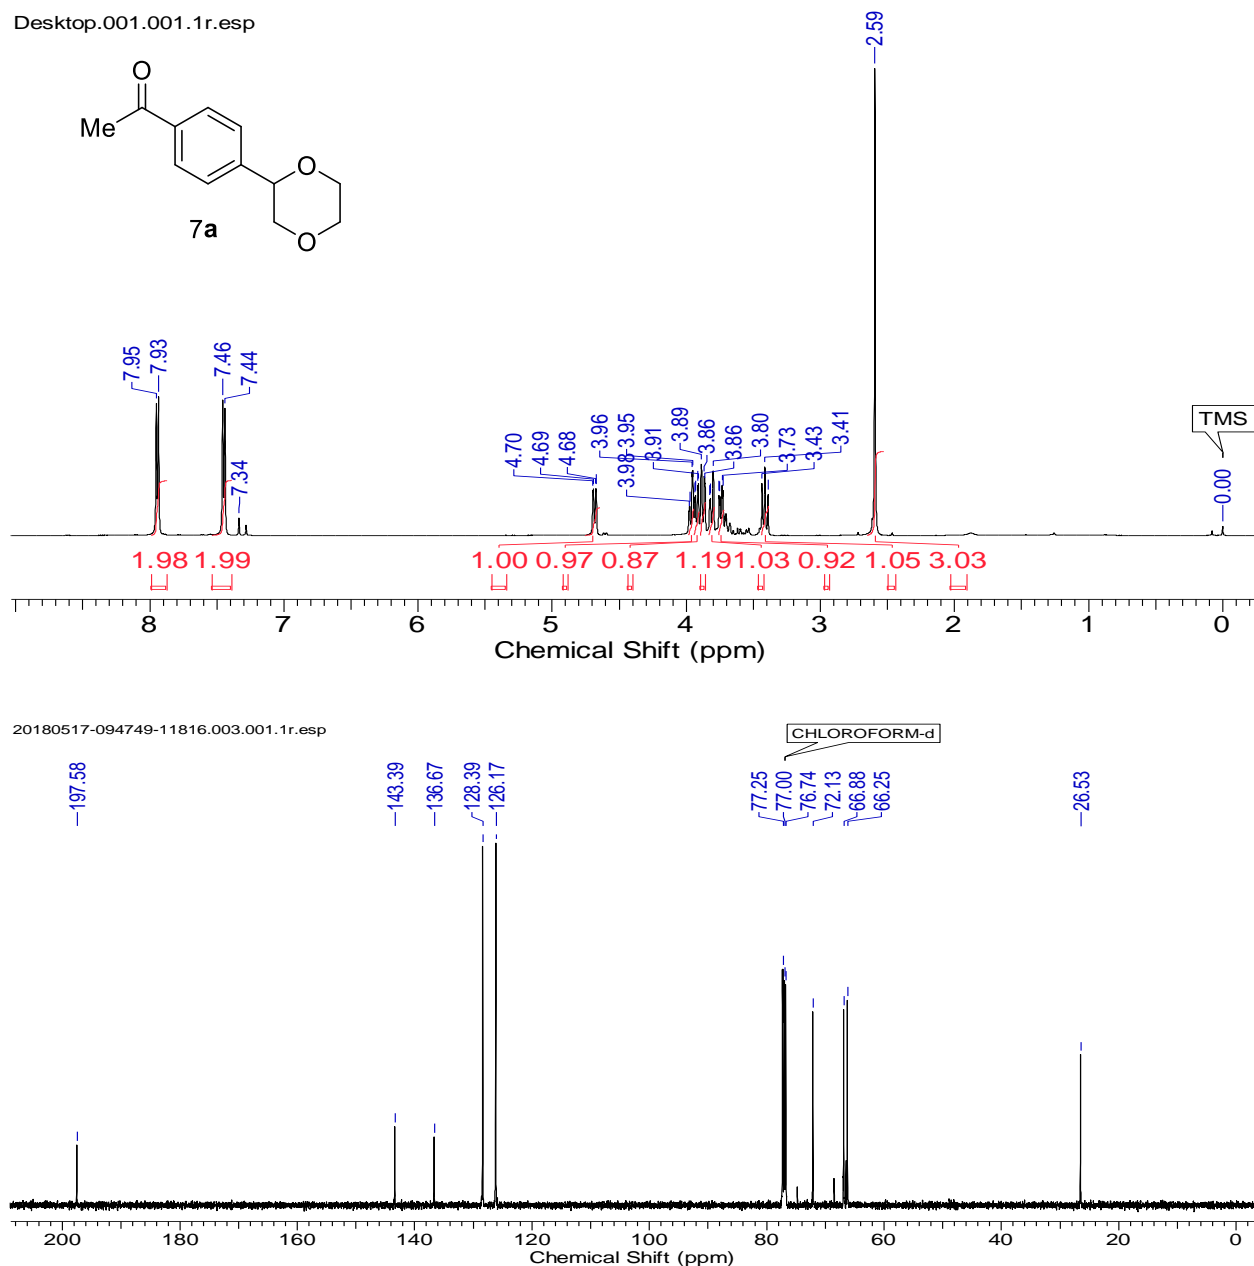 Desktop.001.001.1r.esp
O
Me
O
O
7a
2.59
7.95
7.93
7.46
7.44
7.34
4.70
4.69
4.68
3.98
3.96
3.95
3.91
3.89
3.86
3.86
3.80
3.73
3.43
3.41
TMS
0.00
1.98 1.99 1.00 0.97 0.87 1.19 1.03 0.92 1.05 3.03
8 7 6 5 4 3 2 1 0
Chemical Shift (ppm)
20180517-094749-11816.003.001.1r.esp
CHLOROFORM-d
197.58
143.39
136.67
128.39
126.17
77.25
77.00
76.74
72.13
66.88
66.25
26.53
200 180 160 140 120 100 80 60 40 20 0
Chemical Shift (ppm)